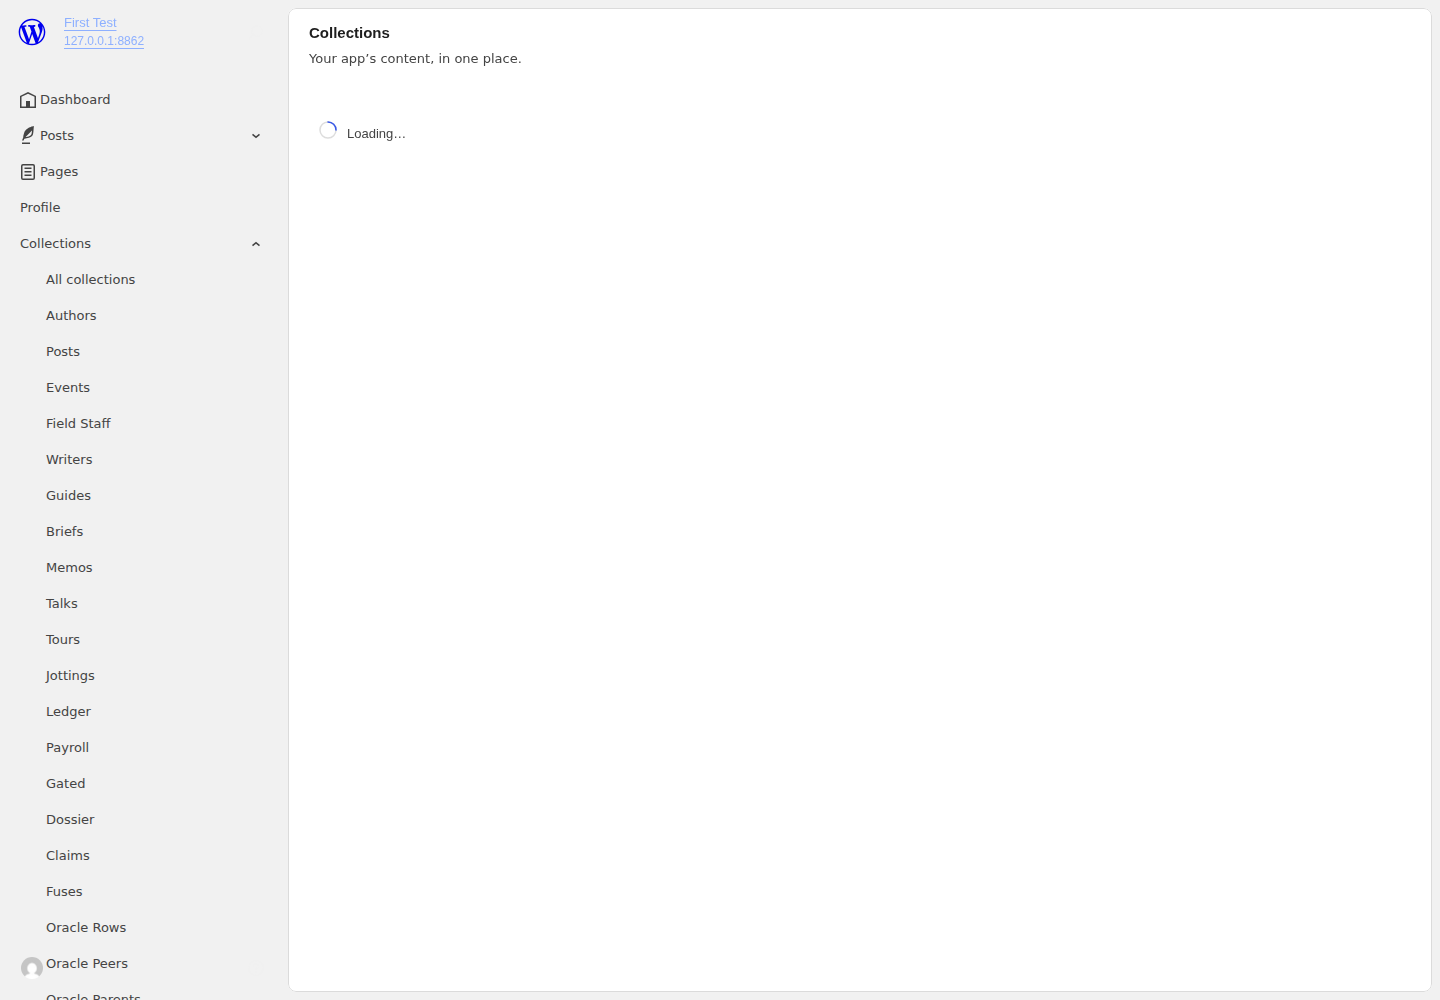 First Test
127.0.0.1:8862
Dashboard
Posts
Pages
Profile
Collections
All collections
Authors
Posts
Events
Field Staff
Writers
Guides
Briefs
Memos
Talks
Tours
Jottings
Ledger
Payroll
Gated
Dossier
Claims
Fuses
Oracle Rows
Oracle Peers
Oracle Parents
Collections
Your app’s content, in one place.
Loading…